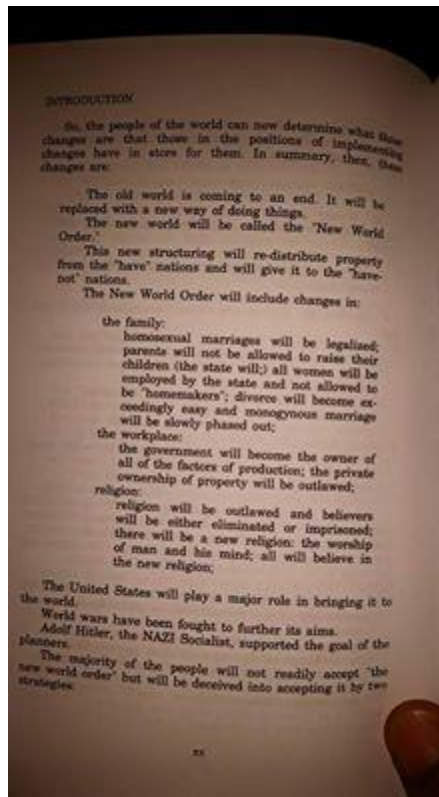 INTRODUCTION
So, the people of the world can now determine what those
changes are that those in the positions of implementing
changes have in store for them. In summary, then, these
changes are:
The old world is coming to an end. It will be
replaced with a new way of doing things.
The new world will be called the "New World
Order."
This new structuring will re-distribute property
from the "have" nations and will give it to the "have-
not" nations.
The New World Order will include changes in:
the family:
homosexual marriages will be legalized;
parents will not be allowed to raise their
children (the state will;) all women will be
employed by the state and not allowed to
be "homemakers"; divorce will become ex-
ceedingly easy and monogynous marriage
will be slowly phased out;
the workplace:
the government will become the owner of
all of the factors of production; the private
ownership of property will be outlawed;
religion:
religion will be outlawed and believers
will be either eliminated or imprisoned;
there will be a new religion: the worship
of man and his mind; all will believe in
the new religion;
The United States will play a major role in bringing it to
the world.
World wars have been fought to further its aims.
Adolf Hitler, the NAZI Socialist, supported the goal of the
planners.
The majority of the people will not readily accept "the
new world order" but will be deceived into accepting it by two
strategies: